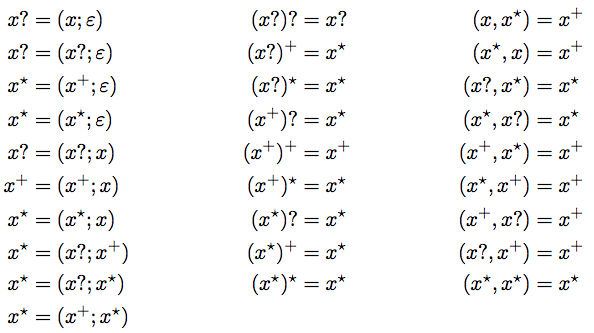 x? = (x; ε) (x?)? = x? (x, x⋆) = x⁺
x? = (x?; ε) (x?)⁺ = x⋆ (x⋆, x) = x⁺
x⋆ = (x⁺; ε) (x?)⋆ = x⋆ (x?, x⋆) = x⋆
x⋆ = (x⋆; ε) (x⁺)? = x⋆ (x⋆, x?) = x⋆
x? = (x?; x) (x⁺)⁺ = x⁺ (x⁺, x⋆) = x⁺
x⁺ = (x⁺; x) (x⁺)⋆ = x⋆ (x⋆, x⁺) = x⁺
x⋆ = (x⋆; x) (x⋆)? = x⋆ (x⁺, x?) = x⁺
x⋆ = (x?; x⁺) (x⋆)⁺ = x⋆ (x?, x⁺) = x⁺
x⋆ = (x?; x⋆) (x⋆)⋆ = x⋆ (x⋆, x⋆) = x⋆
x⋆ = (x⁺; x⋆)